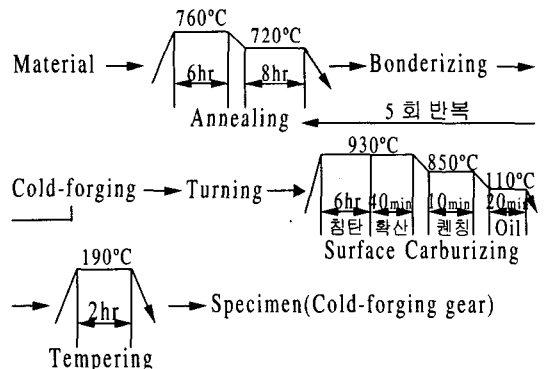 760°C
720°C
Material
Bonderizing
6hr
8hr
Annealing
5 회 반복
930°C
850°C
110°C
Cold-forging
Turning
6hr 40min 10min 20min
침탄 확산 퀜칭 Oil
Surface Carburizing
190°C
2hr
Specimen(Cold-forging gear)
Tempering